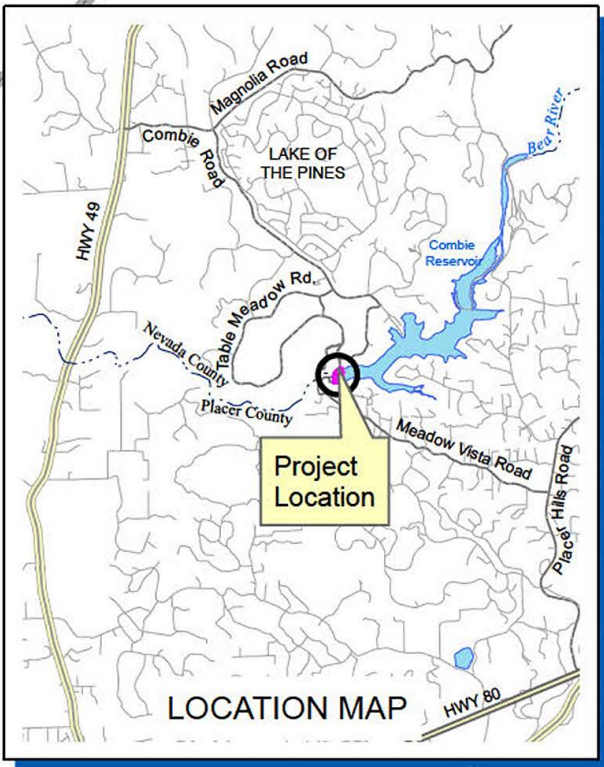 Magnolia Road
Combie Road
LAKE OF
THE PINES
Bear River
HWY 49
Combie
Reservoir
Table Meadow Rd.
Nevada County
Placer County
Project
Location
Meadow Vista Road
Placer Hills Road
LOCATION MAP
HWY 80